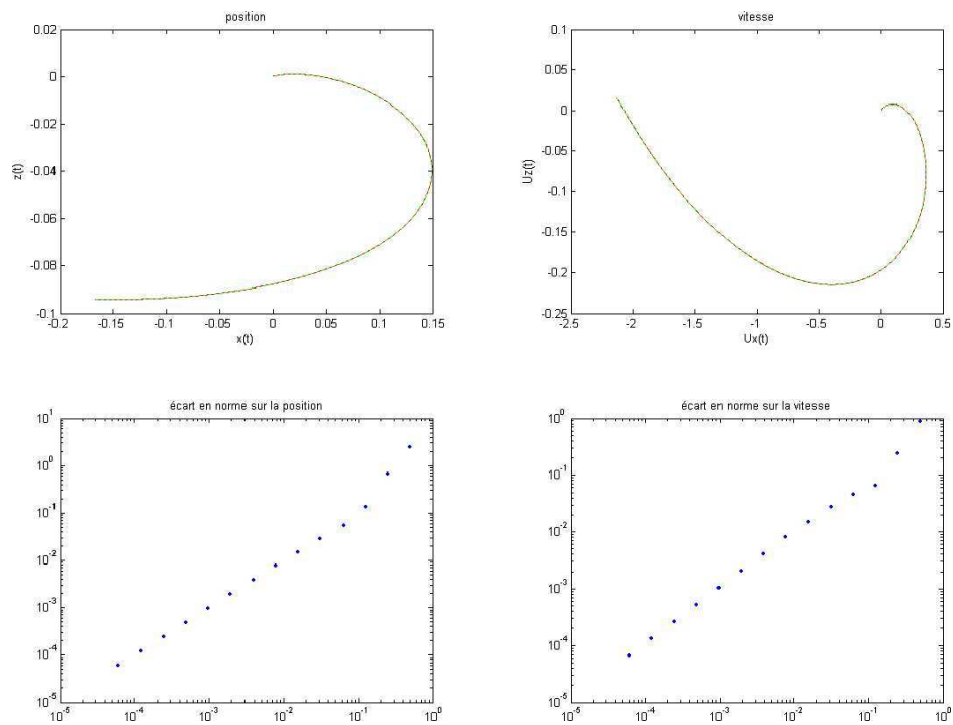 position
0.02
0
-0.02
-0.04
-0.06
-0.08
-0.1
z(t)
-0.2 -0.15 -0.1 -0.05 0 0.05 0.1 0.15
x(t)
vitesse
0.1
0.05
0
-0.05
-0.1
-0.15
-0.2
-0.25
Uz(t)
-2.5 -2 -1.5 -1 -0.5 0 0.5
Ux(t)
écart en norme sur la position
10^1
10^0
10^-1
10^-2
10^-3
10^-4
10^-5
10^-5 10^-4 10^-3 10^-2 10^-1 10^0
écart en norme sur la vitesse
10^0
10^-1
10^-2
10^-3
10^-4
10^-5
10^-5 10^-4 10^-3 10^-2 10^-1 10^0